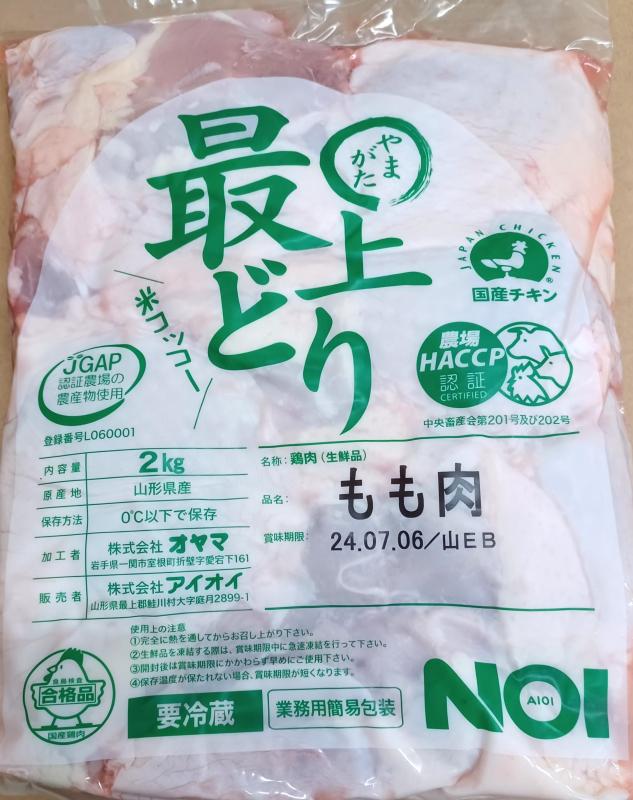 やま
がた
最上
どり
米コッコー
JAPAN CHICKEN
国産チキン
JGAP
認証農場の
農産物使用
登録番号L060001
農場
HACCP
認証
CERTIFIED
中央畜産会第201号及び202号
内容量 2kg
原産地 山形県産
保存方法 0℃以下で保存
加工者 株式会社 オヤマ
岩手県一関市室根町折壁字愛宕下161
販売者 株式会社 アイオイ
山形県最上郡鮭川村大字庭月2899-1
名称: 鶏肉(生鮮品)
品名: もも肉
賞味期限: 24.07.06/山EB
使用上の注意
①完全に熱を通してからお召し上がり下さい。
②生鮮品を凍結する際は、賞味期限中に急速凍結を行って下さい。
③開封後は賞味期限にかかわらず早めにご使用下さい。
④保存温度が保たれない場合、賞味期限が短くなります。
食鳥検査
合格品
国産鶏肉
要冷蔵
業務用簡易包装
NOI
AIOI